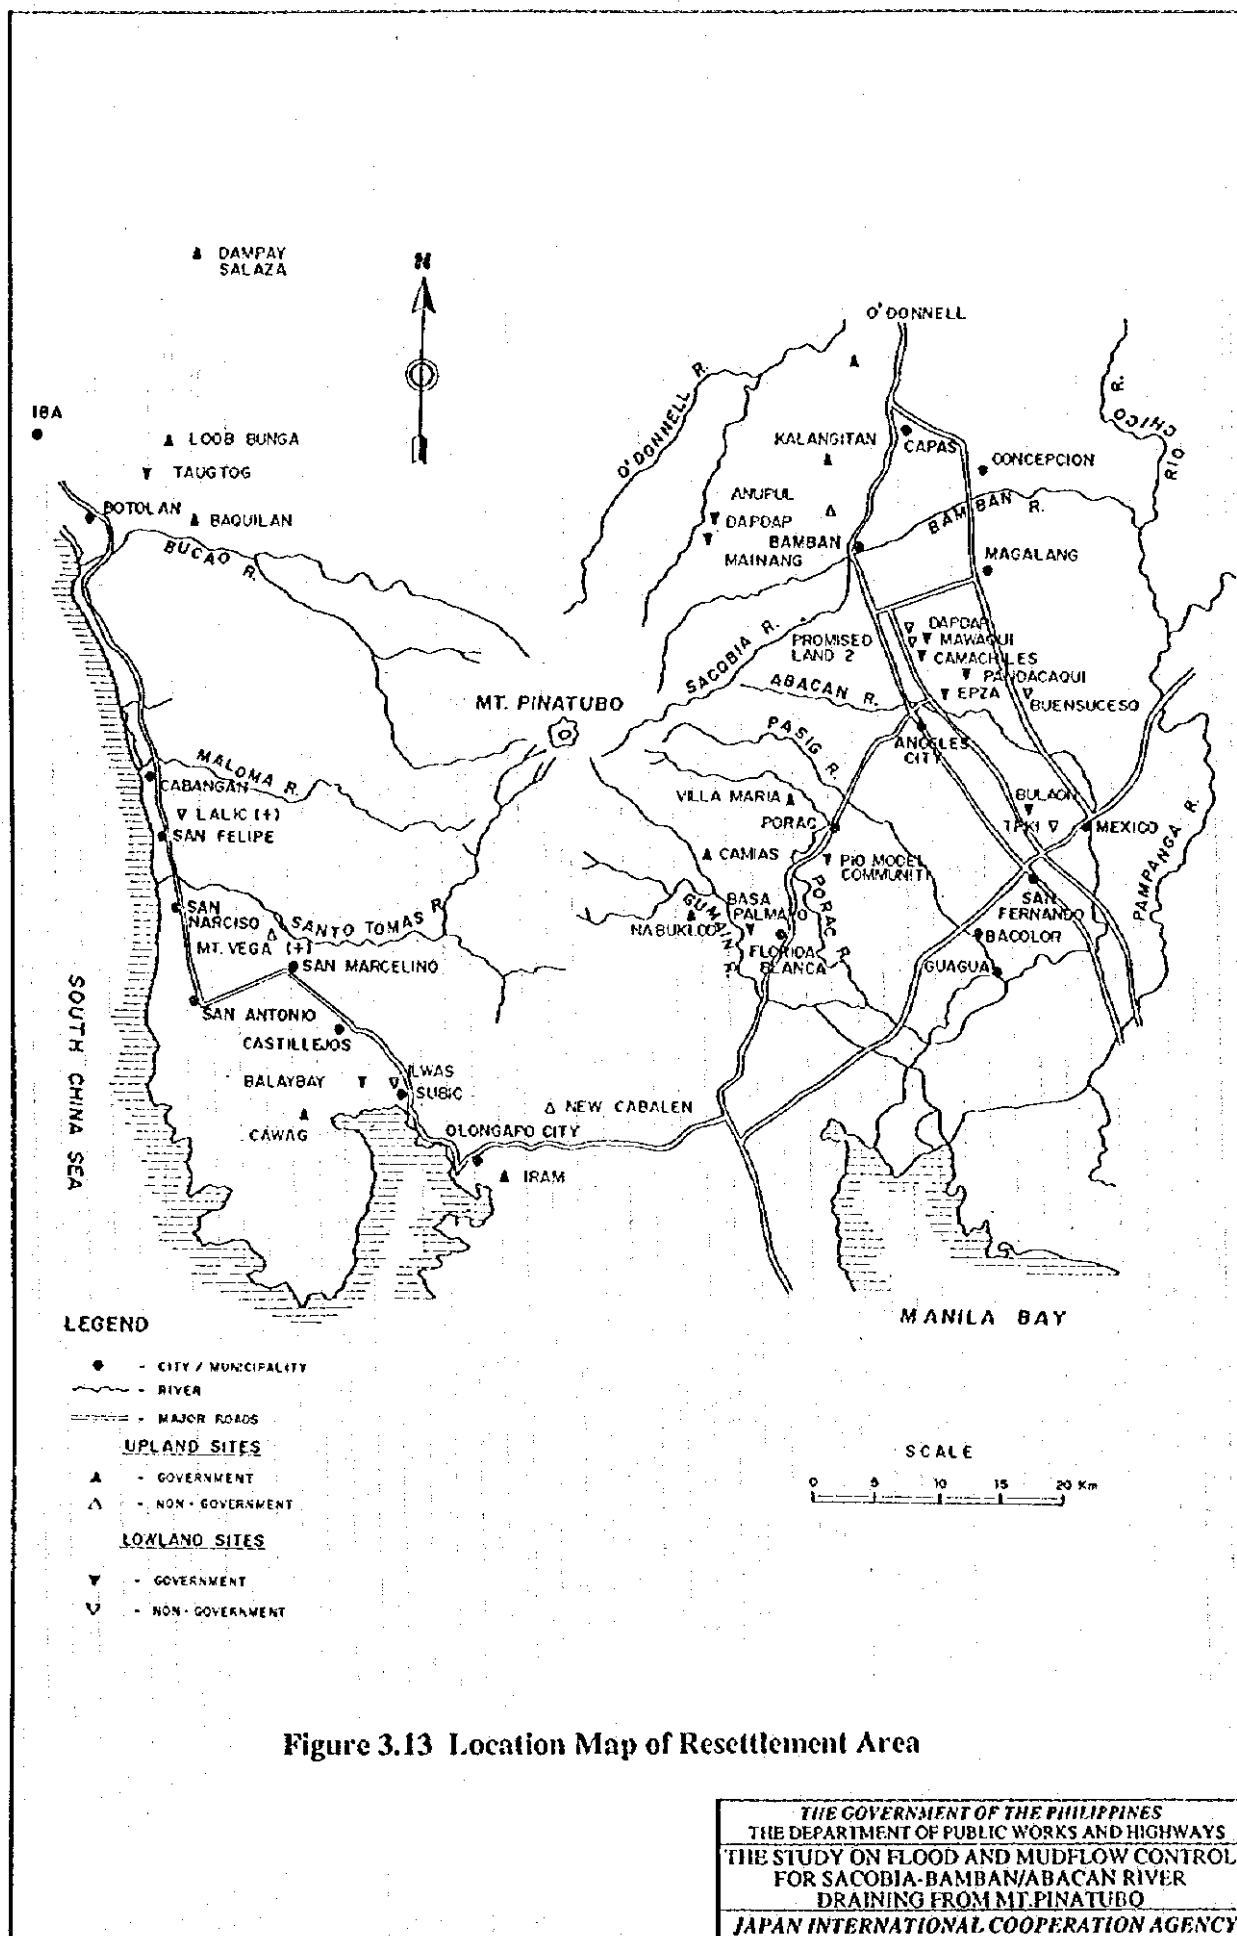 DAMPAY
SALAZA
N
O'DONNELL
O'DONNELL R.
RIO CHICO R.
IBA
LOOB BUNGA
TAUGTOG
BOTOLAN
BAQUILAN
BUCAO R.
KALANGITAN
CAPAS
CONCEPCION
ANUPUL
DAPDAP
BAMBAN
MAINANG
BAMBAN R.
MAGALANG
PROMISED
LAND 2
DAPDAP
MAWAQUI
CAMACHILES
PANDACAQUI
EPZA
BUENSUCESO
SACOBIA R.
ABACAN R.
MT. PINATUBO
PASIG R.
ANGELES
CITY
MALOMA R.
CABANGAN
LALIC (+)
SAN FELIPE
VILLA MARIA
PORAC
BULAON
TPKI
MEXICO
PAMPANGA R.
CAMIAS
PIO MODEL
COMMUNITY
PORAC R.
GUMAIN R.
BASA
PALMAYO
NABUKLOD
FLORIDA
BLANCA
SAN
FERNANDO
BACOLOR
GUAGUA
SAN
NARCISO
SANTO TOMAS R.
MT. VEGA (+)
SAN MARCELINO
SAN ANTONIO
CASTILLEJOS
SOUTH CHINA SEA
ILWAS
BALAYBAY
SUBIC
CAWAG
NEW CABALEN
OLONGAPO CITY
IRAM
MANILA BAY
LEGEND
- CITY / MUNICIPALITY
- RIVER
- MAJOR ROADS
UPLAND SITES
- GOVERNMENT
- NON - GOVERNMENT
LOWLAND SITES
- GOVERNMENT
- NON - GOVERNMENT
SCALE
0 5 10 15 20 Km
Figure 3.13 Location Map of Resettlement Area
THE GOVERNMENT OF THE PHILIPPINES
THE DEPARTMENT OF PUBLIC WORKS AND HIGHWAYS
THE STUDY ON FLOOD AND MUDFLOW CONTROL
FOR SACOBIA-BAMBAN/ABACAN RIVER
DRAINING FROM MT.PINATUBO
JAPAN INTERNATIONAL COOPERATION AGENCY